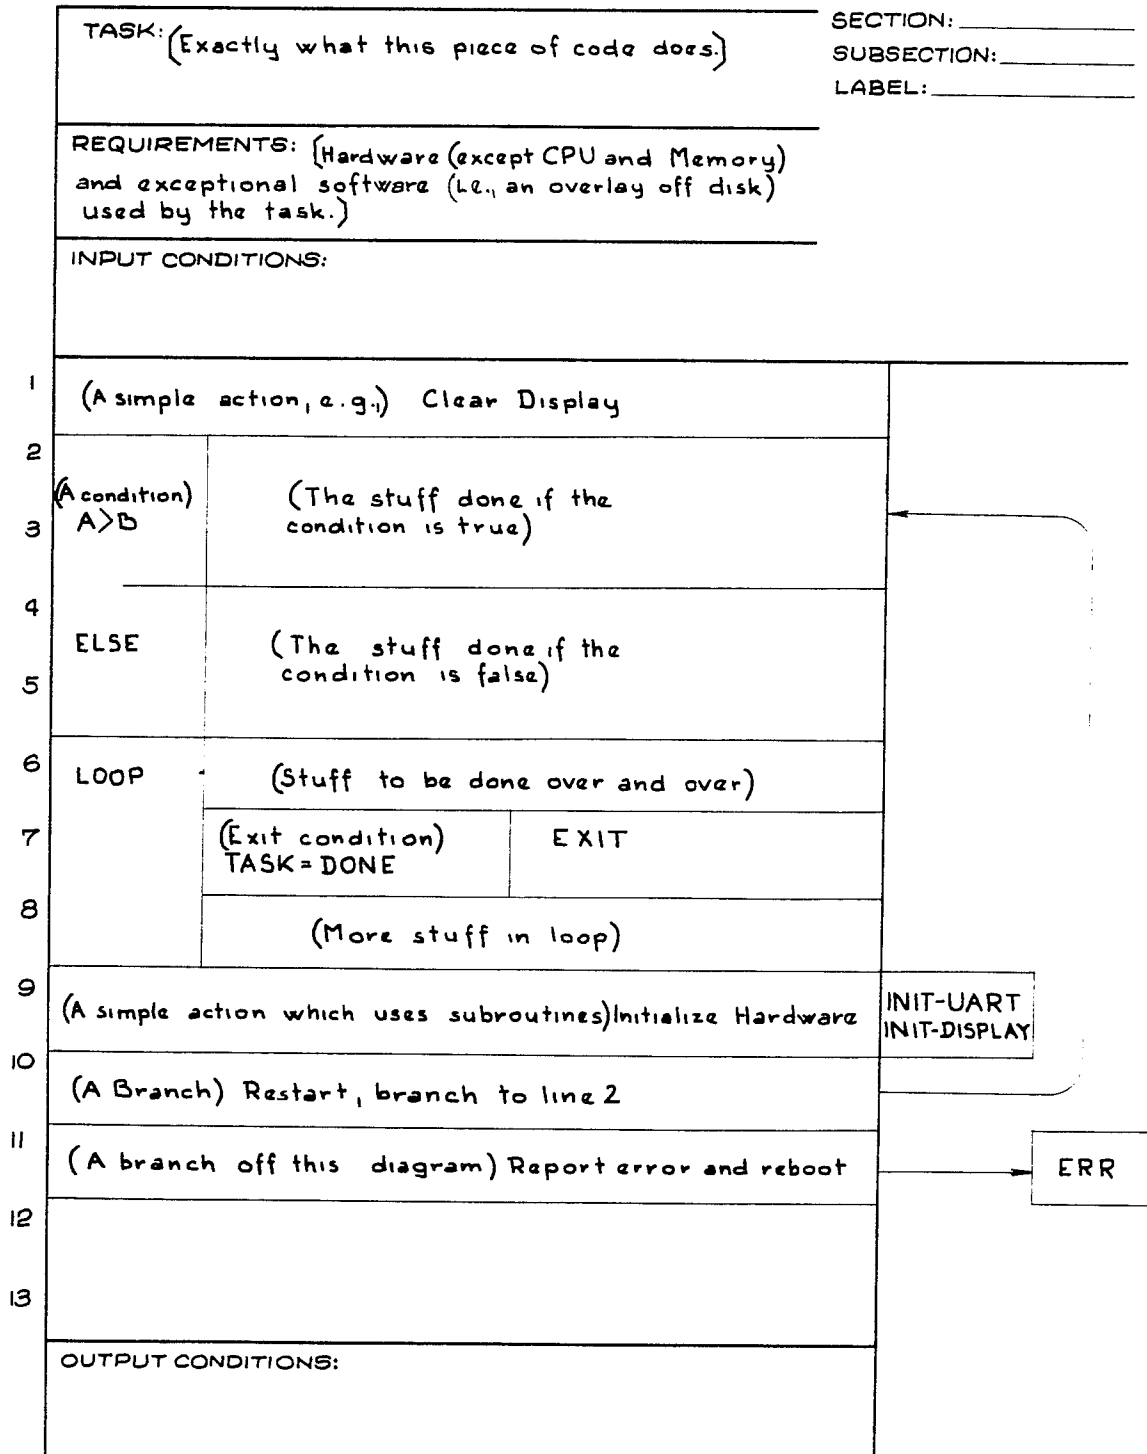 TASK: (Exactly what this piece of code does.)
SECTION:
SUBSECTION:
LABEL:
REQUIREMENTS: (Hardware (except CPU and Memory)
and exceptional software (i.e., an overlay off disk)
used by the task.)
INPUT CONDITIONS:
1
(A simple action, e.g.,) Clear Display
2
(A condition)
A>B
3
(The stuff done if the
condition is true)
4
ELSE
(The stuff done if the
condition is false)
5
6
LOOP
(Stuff to be done over and over)
7
(Exit condition)
TASK = DONE
EXIT
8
(More stuff in loop)
9
(A simple action which uses subroutines) Initialize Hardware
INIT-UART
INIT-DISPLAY
10
(A Branch) Restart, branch to line 2
11
(A branch off this diagram) Report error and reboot
ERR
12
13
OUTPUT CONDITIONS: